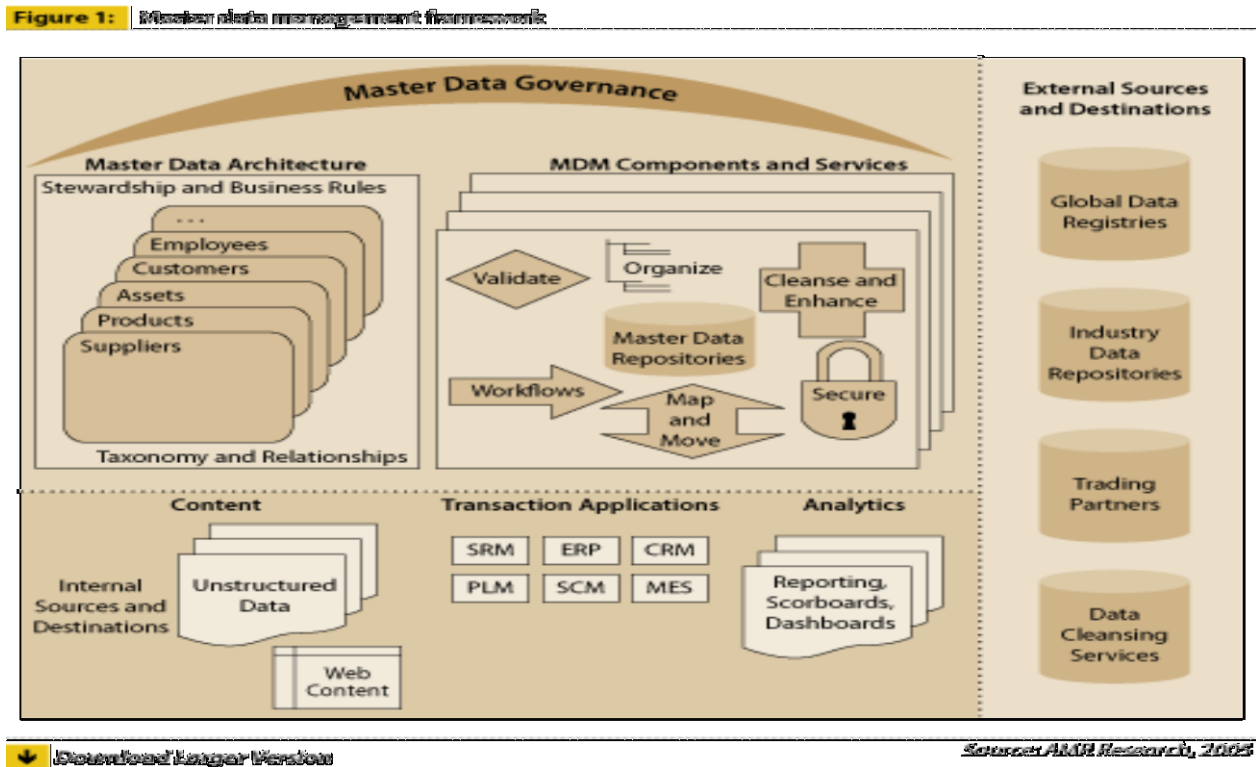 Figure 1:
Master data management framework
Master Data Governance
Master Data Architecture
Stewardship and Business Rules
...
Employees
Customers
Assets
Products
Suppliers
Taxonomy and Relationships
MDM Components and Services
Validate
Organize
Cleanse and
Enhance
Master Data
Repositories
Workflows
Map
and
Move
Secure
External Sources
and Destinations
Global Data
Registries
Industry
Data
Repositories
Trading
Partners
Data
Cleansing
Services
Content
Internal
Sources and
Destinations
Unstructured
Data
Web
Content
Transaction Applications
SRM
ERP
CRM
PLM
SCM
MES
Analytics
Reporting,
Scorboards,
Dashboards
Download Larger Version
Source: AMR Research, 2005